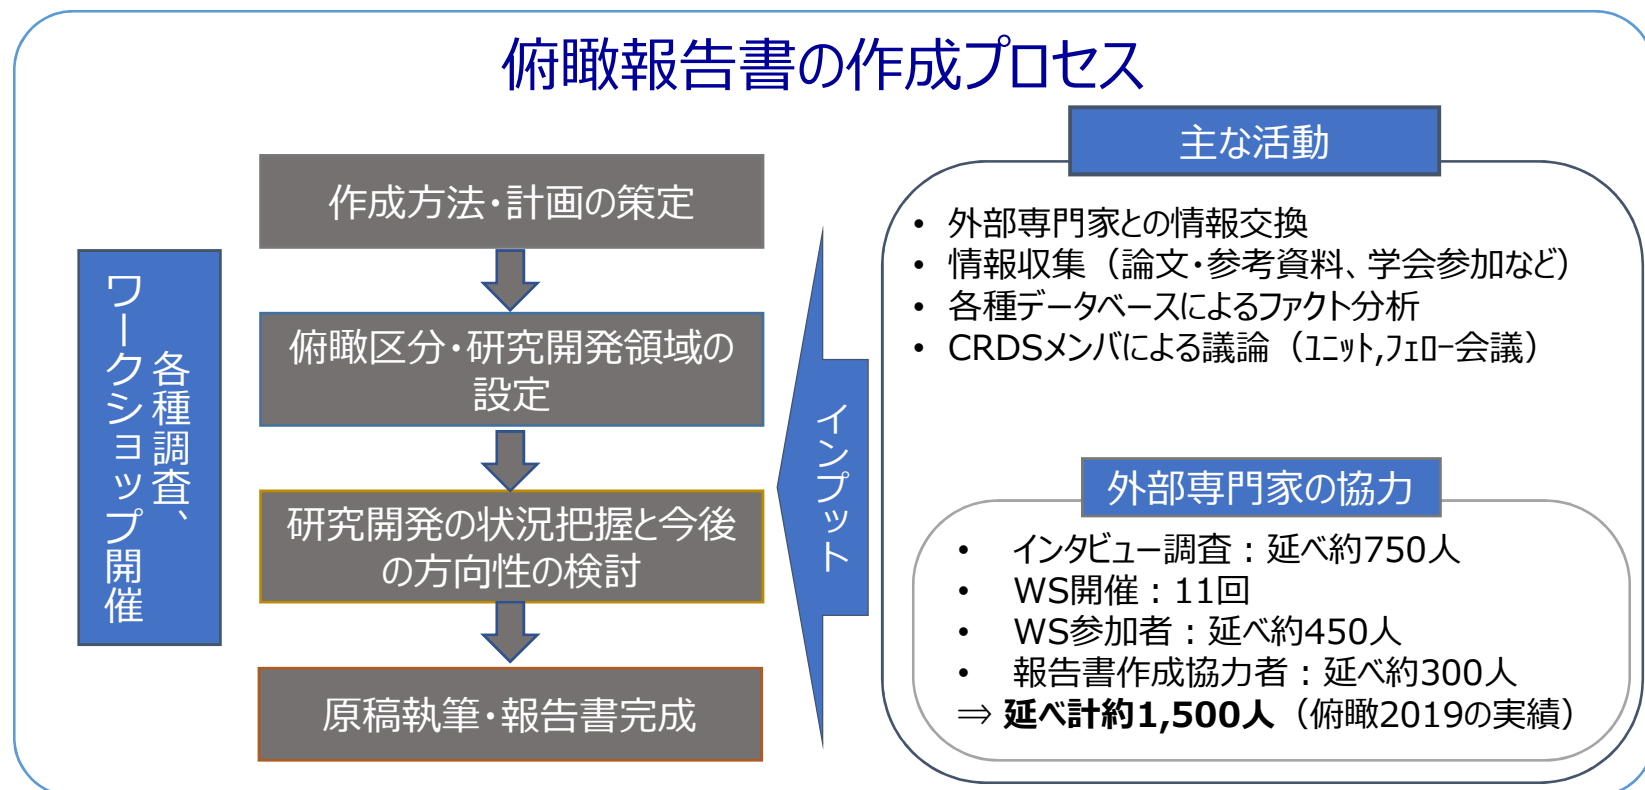 俯瞰報告書の作成プロセス
各種調査、
ワークショップ開催
作成方法・計画の策定
俯瞰区分・研究開発領域の
設定
研究開発の状況把握と今後
の方向性の検討
原稿執筆・報告書完成
インプット
主な活動
• 外部専門家との情報交換
• 情報収集（論文・参考資料、学会参加など）
• 各種データベースによるファクト分析
• CRDSメンバによる議論（ﾕﾆｯﾄ,ﾌｪﾛｰ会議）
外部専門家の協力
• インタビュー調査：延べ約750人
• WS開催：11回
• WS参加者：延べ約450人
• 報告書作成協力者：延べ約300人
⇒ 延べ計約1,500人（俯瞰2019の実績）